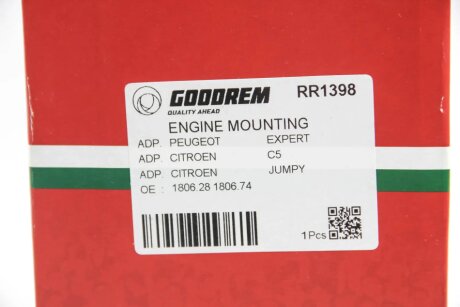 GOODREM RR1398
QUALITY AHEAD
ENGINE MOUNTING
ADP. PEUGEOT EXPERT
ADP. CITROEN C5
ADP. CITROEN JUMPY
OE : 1806.28 1806.74
1Pcs